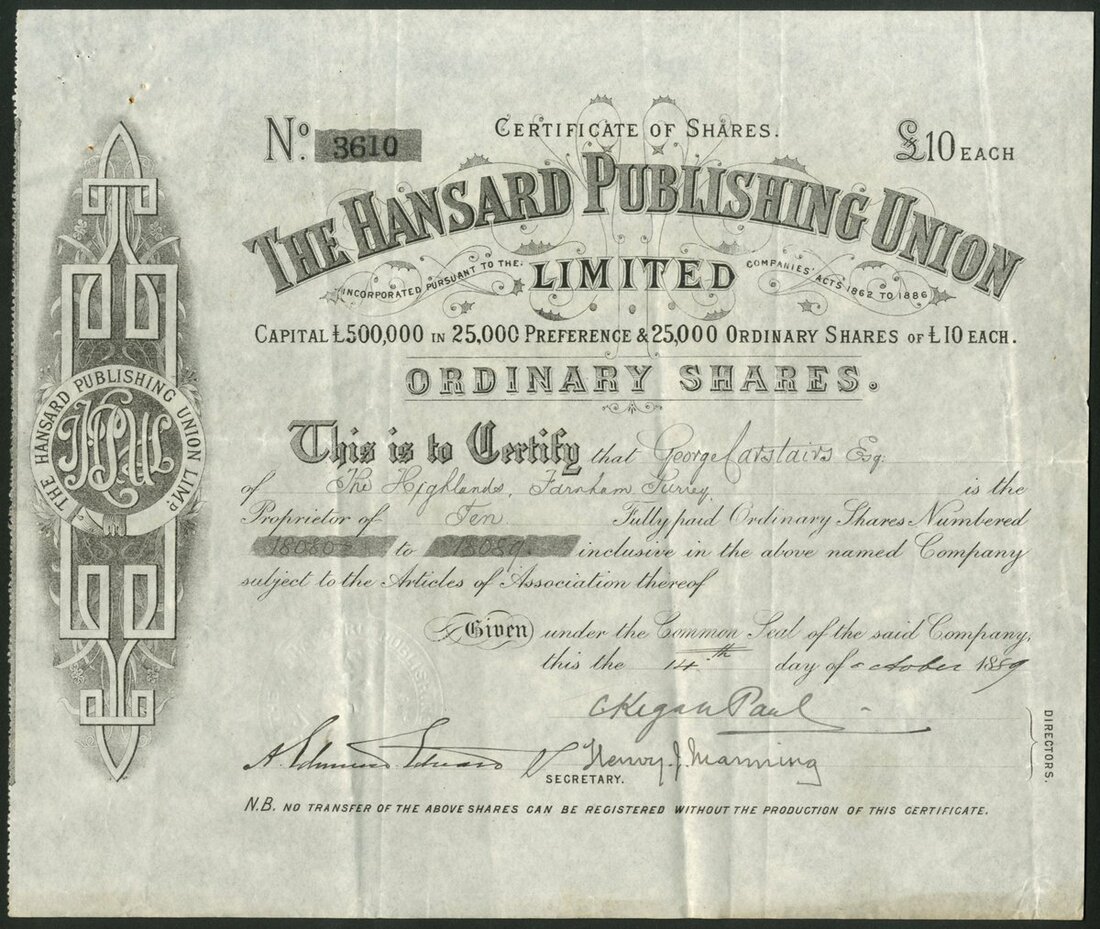 No. 3610
CERTIFICATE OF SHARES.
£10 EACH
THE HANSARD PUBLISHING UNION
INCORPORATED PURSUANT TO THE LIMITED COMPANIES' ACTS 1862 TO 1886
CAPITAL £500,000 IN 25,000 PREFERENCE & 25,000 ORDINARY SHARES OF £10 EACH.
ORDINARY SHARES.
This is to Certify that George Carstairs Esq.
of The Highlands, Farnham Surrey, is the
Proprietor of Ten Fully paid Ordinary Shares Numbered
18080 to 18089 inclusive in the above named Company
subject to the Articles of Association thereof
Given under the Common Seal of the said Company,
this the 14th day of October 1889
C Kegan Paul
Henry J. Manning
SECRETARY.
DIRECTORS.
N.B. NO TRANSFER OF THE ABOVE SHARES CAN BE REGISTERED WITHOUT THE PRODUCTION OF THIS CERTIFICATE.
THE HANSARD PUBLISHING UNION LIMD.
HPU